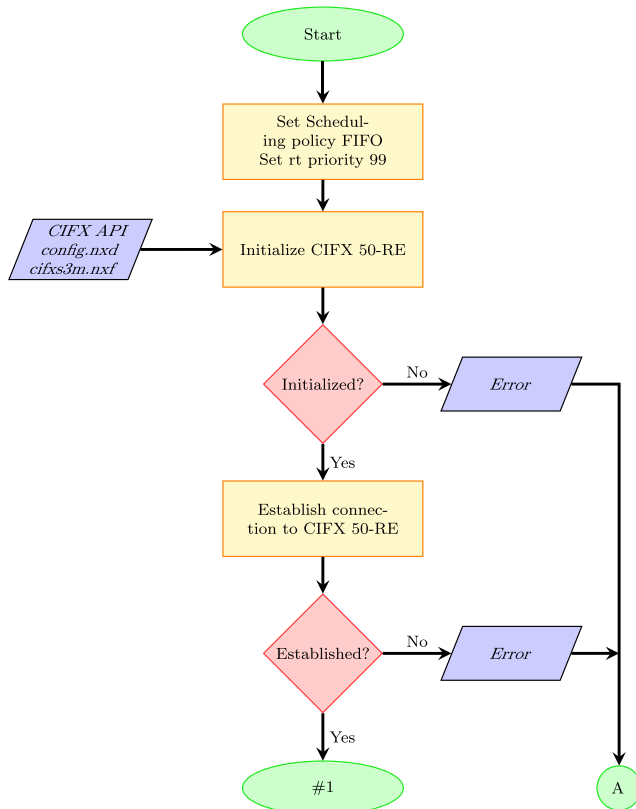 Start
Set Schedul-
ing policy FIFO
Set rt priority 99
CIFX API
config.nxd
cifxs3m.nxf
Initialize CIFX 50-RE
Initialized?
No
Error
Yes
Establish connec-
tion to CIFX 50-RE
Established?
No
Error
Yes
#1
A